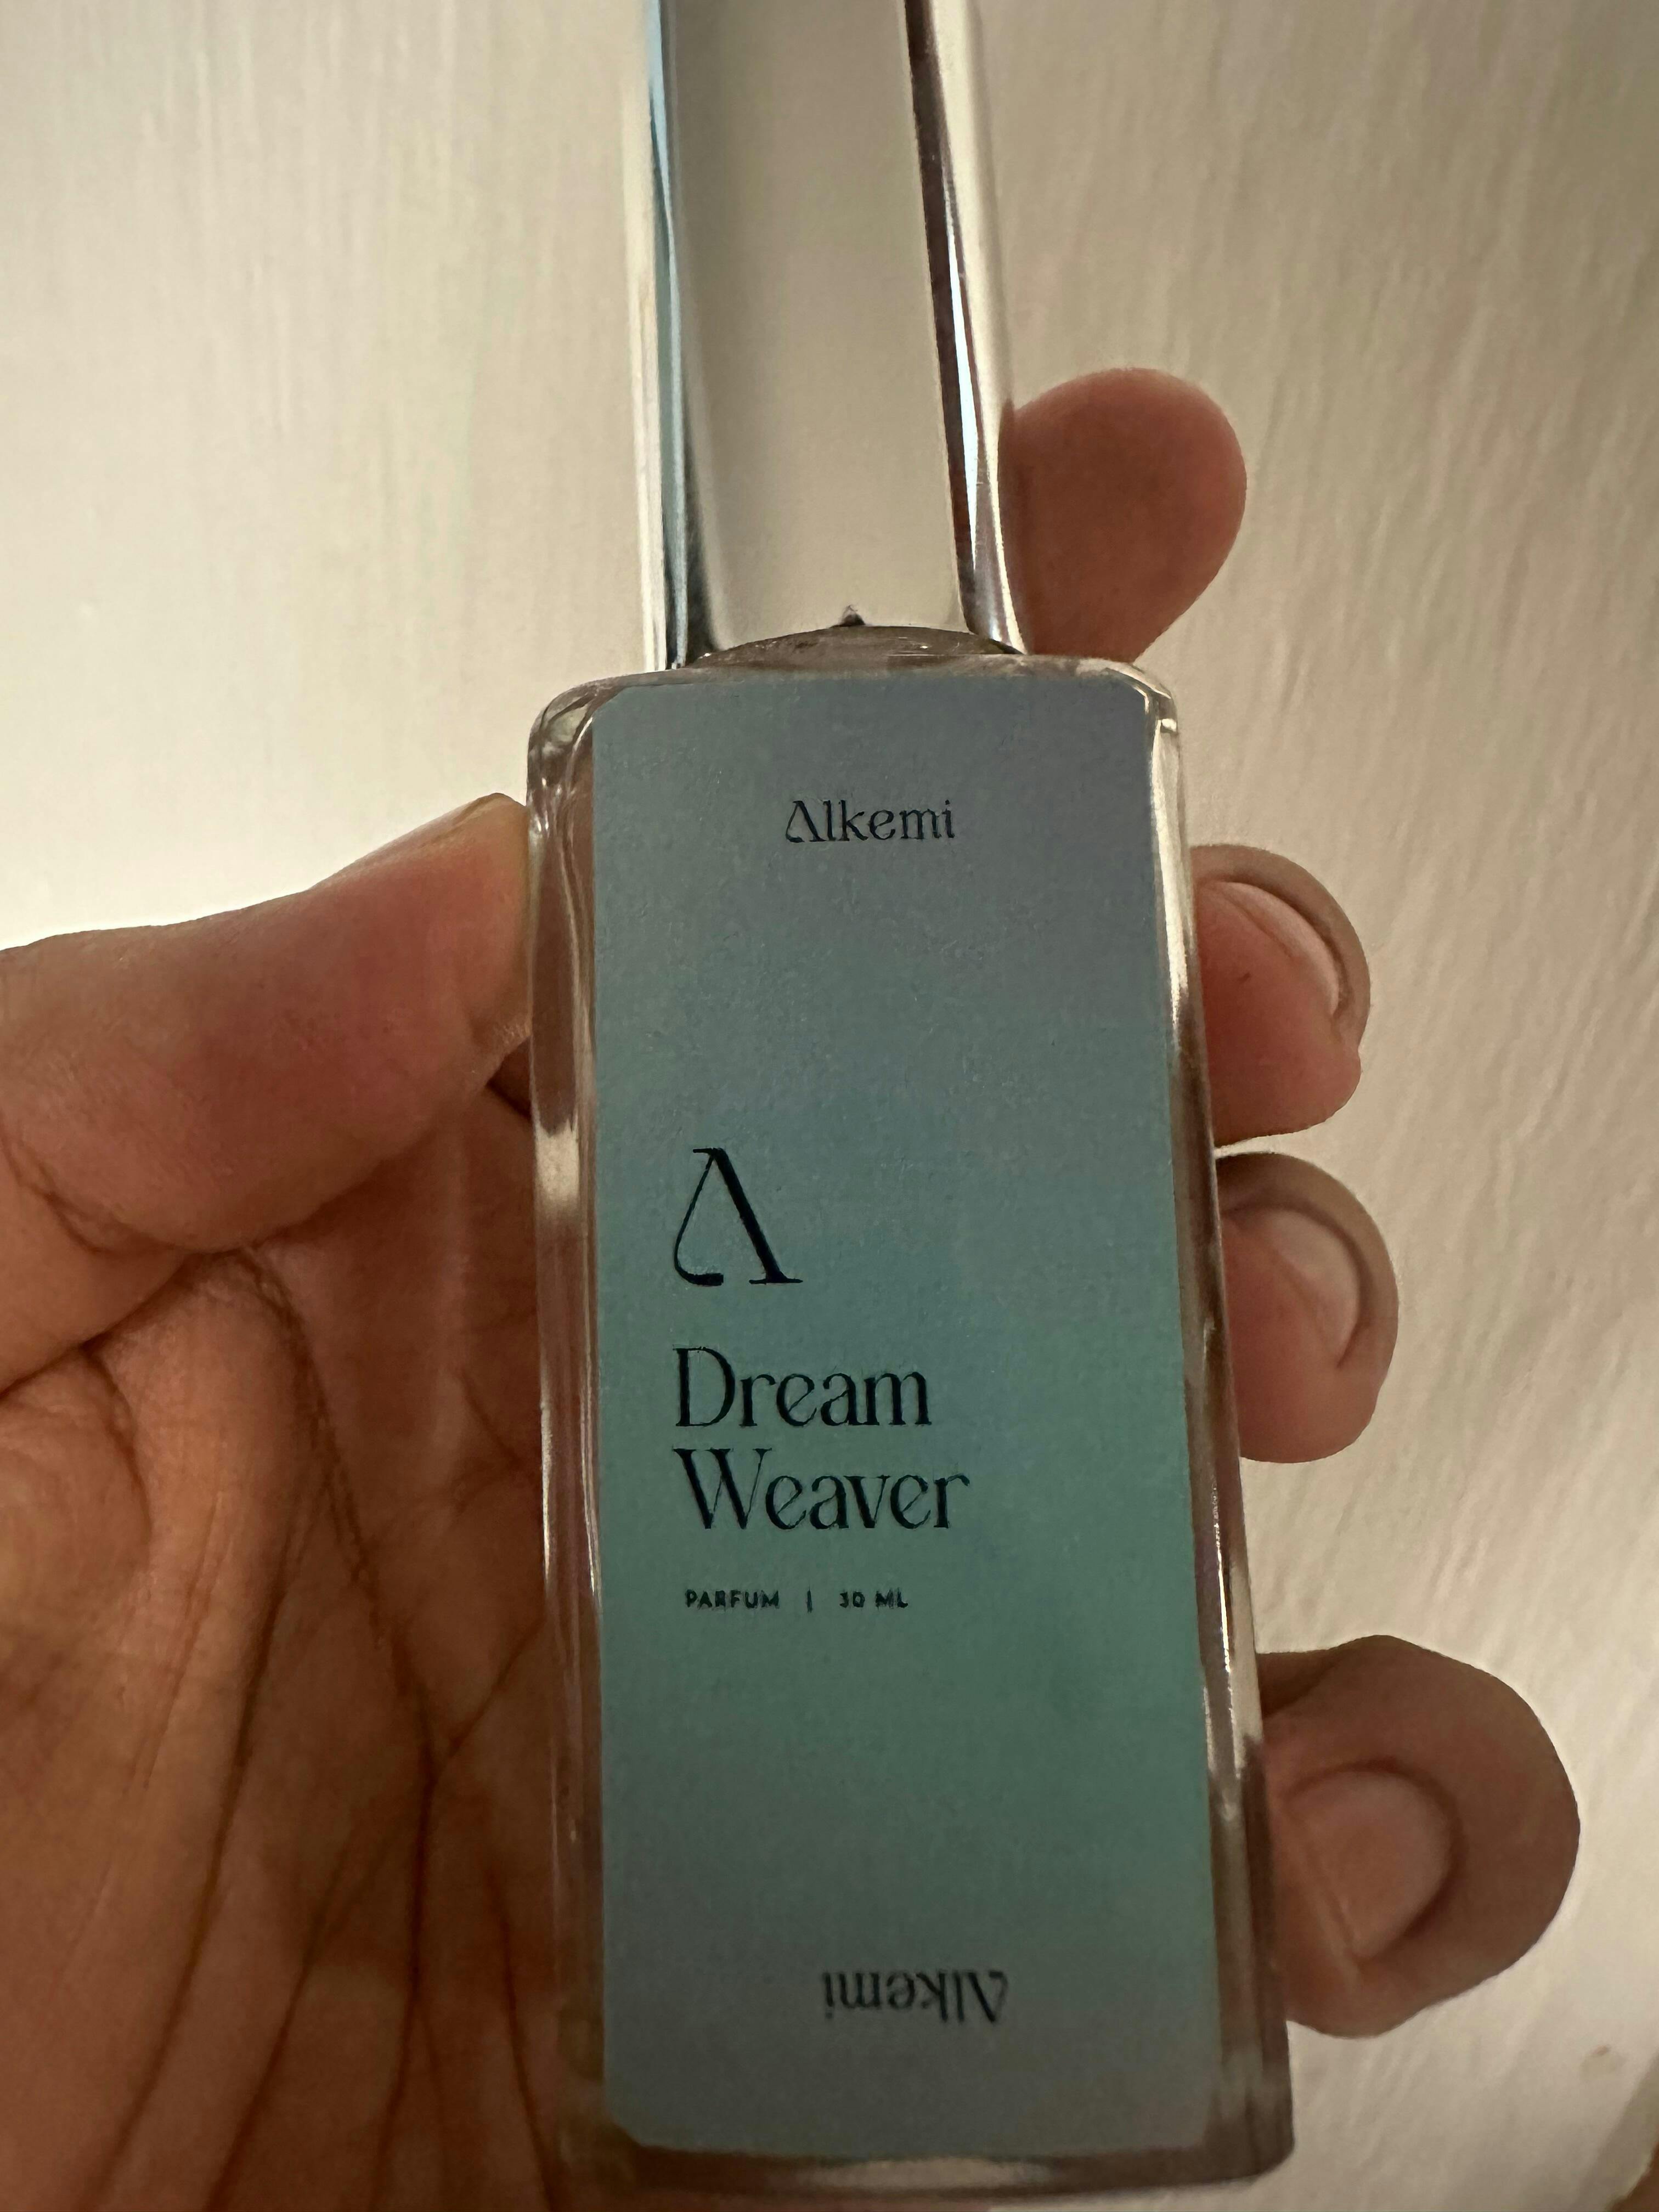 Alkemi
A
Dream
Weaver
PARFUM | 30 ML
Alkemi